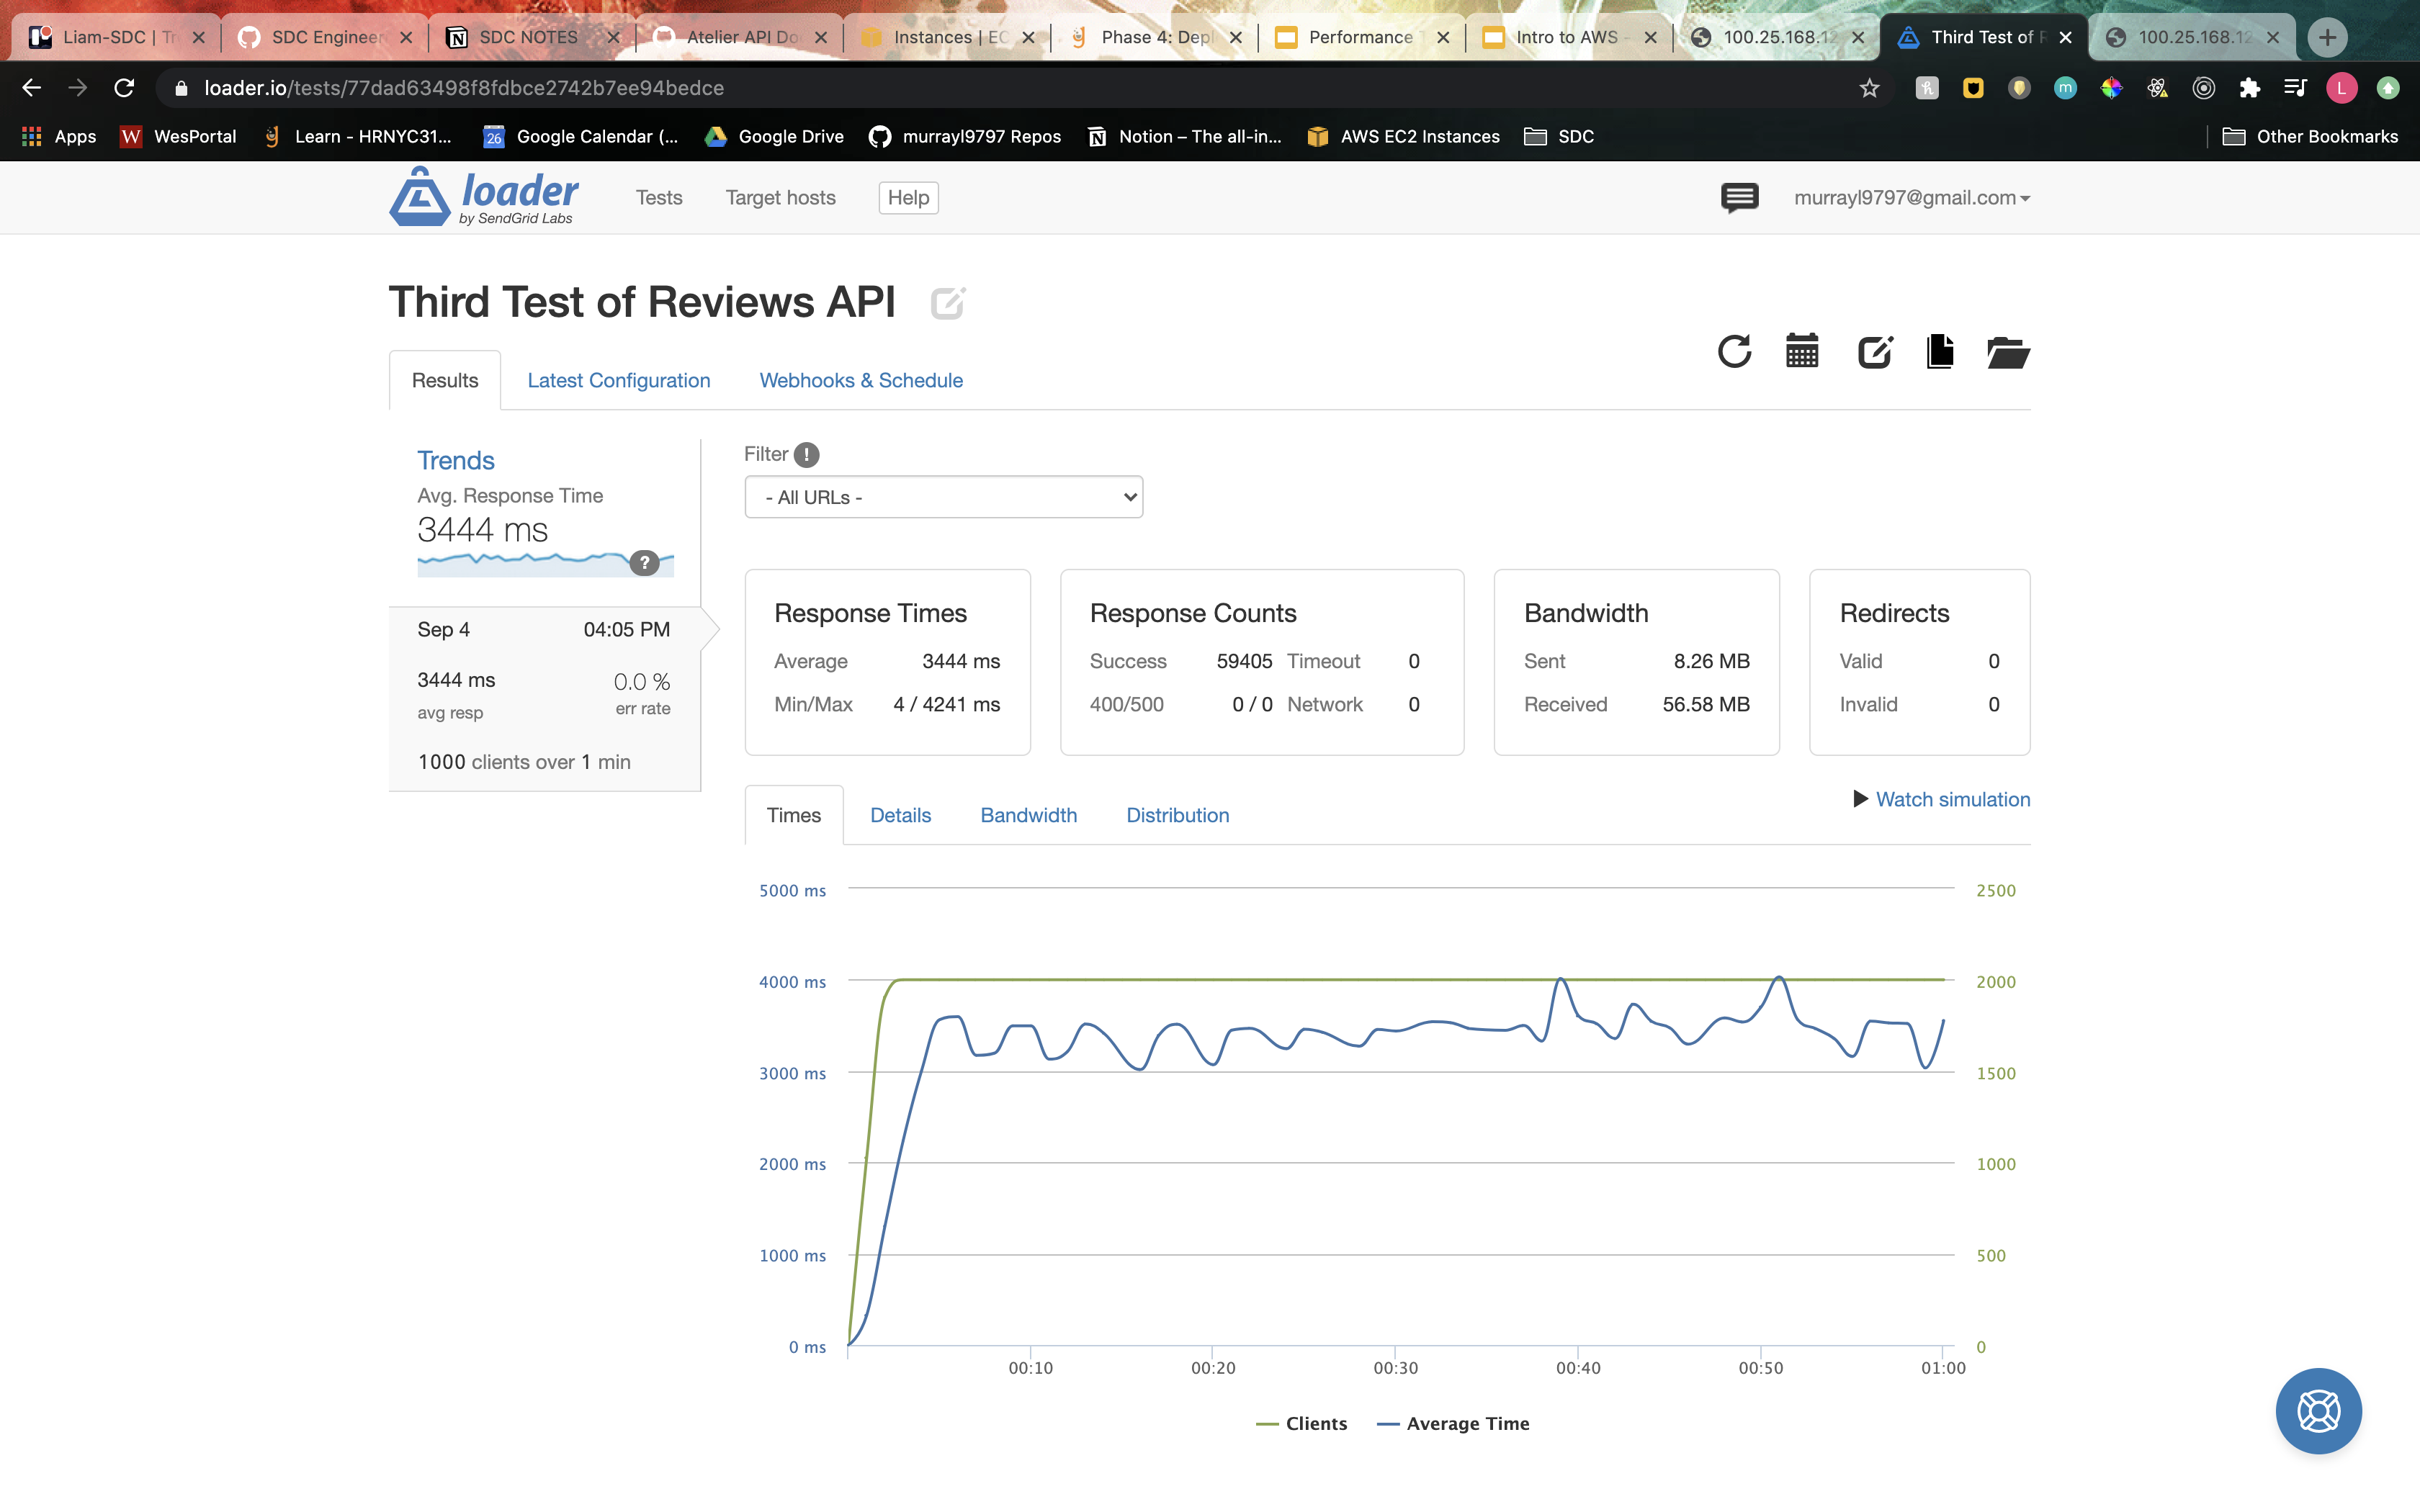 Liam-SDC | Tr
SDC Engineer
SDC NOTES
Atelier API Do
Instances | EC
Phase 4: Depl
Performance T
Intro to AWS -
100.25.168.12
Third Test of R
100.25.168.12
loader.io/tests/77dad63498f8fdbce2742b7ee94bedce
Apps
WesPortal
Learn - HRNYC31...
26
Google Calendar (...
Google Drive
murrayl9797 Repos
Notion – The all-in...
AWS EC2 Instances
SDC
Other Bookmarks
L
loader
by SendGrid Labs
Tests
Target hosts
Help
murrayl9797@gmail.com
Third Test of Reviews API
Results
Latest Configuration
Webhooks & Schedule
Trends
Avg. Response Time
3444 ms
?
Sep 4 04:05 PM
3444 ms 0.0 %
avg resp err rate
1000 clients over 1 min
Filter !
- All URLs -
Response Times
Average 3444 ms
Min/Max 4 / 4241 ms
Response Counts
Success 59405 Timeout 0
400/500 0 / 0 Network 0
Bandwidth
Sent 8.26 MB
Received 56.58 MB
Redirects
Valid 0
Invalid 0
Times
Details
Bandwidth
Distribution
Watch simulation
5000 ms 2500
4000 ms 2000
3000 ms 1500
2000 ms 1000
1000 ms 500
0 ms 0
00:10 00:20 00:30 00:40 00:50 01:00
Clients Average Time